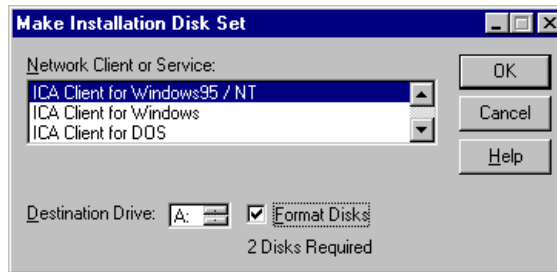 Make Installation Disk Set
Network Client or Service:
ICA Client for Windows95 / NT
ICA Client for Windows
ICA Client for DOS
OK
Cancel
Help
Destination Drive: A: Format Disks
2 Disks Required